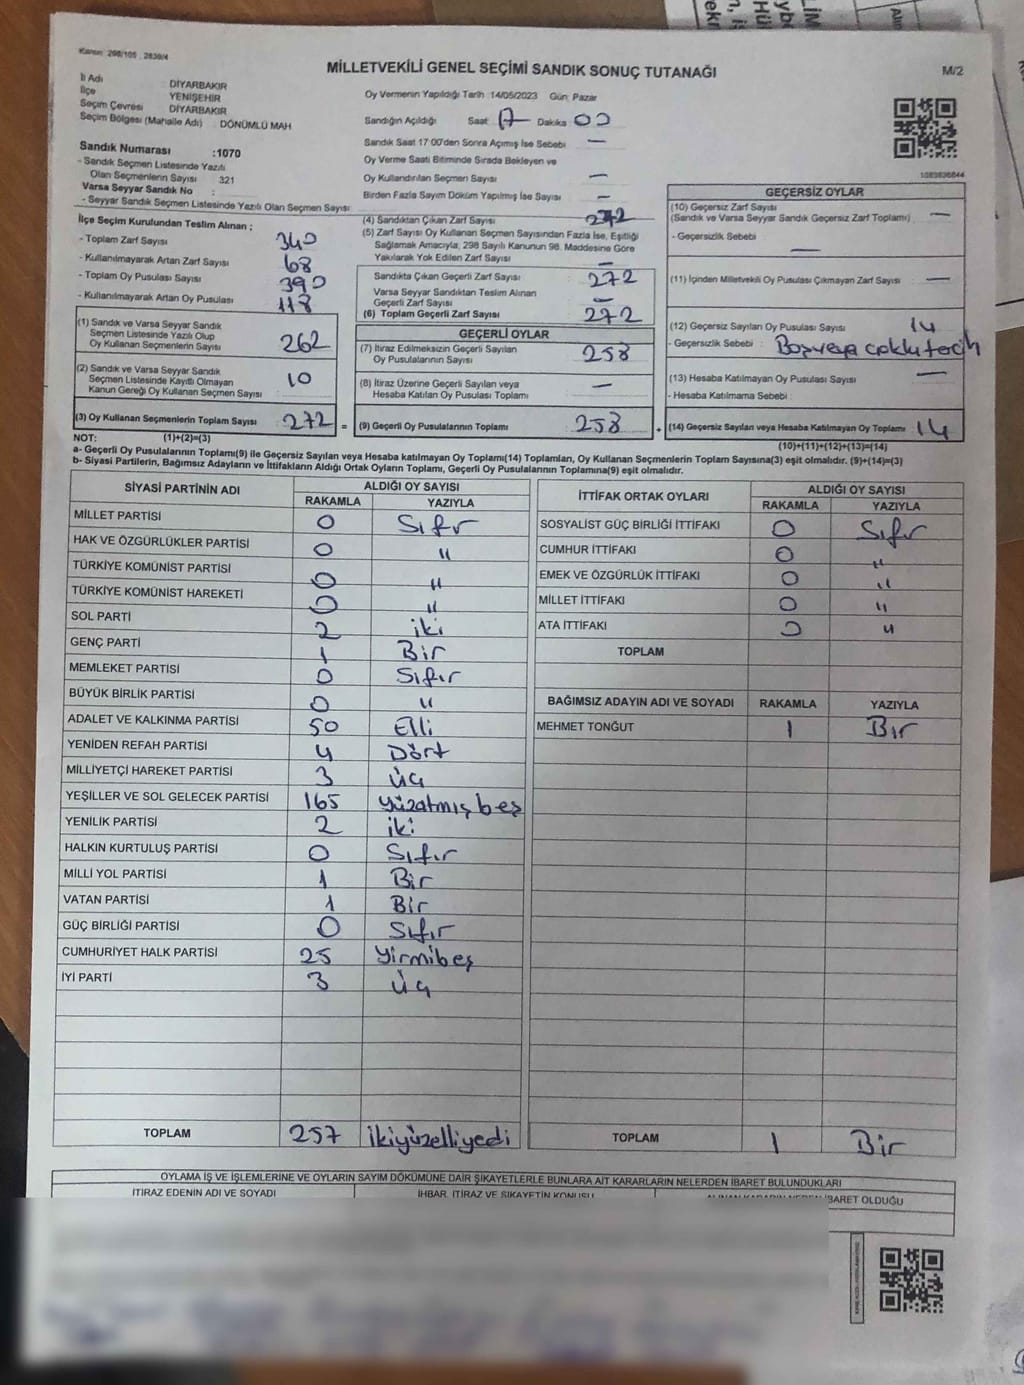 Kanun: 298/105 , 2839/4
MİLLETVEKİLİ GENEL SEÇİMİ SANDIK SONUÇ TUTANAĞI
M/2
İl Adı : DİYARBAKIR
İlçe : YENİŞEHİR
Seçim Çevresi : DİYARBAKIR
Seçim Bölgesi (Mahalle Adı) : DÖNÜMLÜ MAH
Sandık Numarası :1070
- Sandık Seçmen Listesinde Yazılı
Olan Seçmenlerin Sayısı : 321
Varsa Seyyar Sandık No :
- Seyyar Sandık Seçmen Listesinde Yazılı Olan Seçmen Sayısı:
Oy Vermenin Yapıldığı Tarih :14/05/2023 Gün: Pazar
Sandığın Açıldığı Saat 17 Dakika 00
Sandık Saat 17:00'den Sonra Açımış İse Sebebi : —
Oy Verme Saati Bitiminde Sırada Bekleyen ve
Oy Kullandırılan Seçmen Sayısı : —
Birden Fazla Sayım Döküm Yapılmış İse Sayısı : —
1083636844
İlçe Seçim Kurulundan Teslim Alınan ;
- Toplam Zarf Sayısı : 340
- Kullanılmayarak Artan Zarf Sayısı : 68
- Toplam Oy Pusulası Sayısı : 390
- Kullanılmayarak Artan Oy Pusulası : 118
(1) Sandık ve Varsa Seyyar Sandık
Seçmen Listesinde Yazılı Olup
Oy Kullanan Seçmenlerin Sayısı : 262
(2) Sandık ve Varsa Seyyar Sandık
Seçmen Listesinde Kayıtlı Olmayan
Kanun Gereği Oy Kullanan Seçmen Sayısı : 10
(3) Oy Kullanan Seçmenlerin Toplam Sayısı : 272 =
(4) Sandıktan Çıkan Zarf Sayısı : 272
(5) Zarf Sayısı Oy Kullanan Seçmen Sayısından Fazla İse, Eşitliği
Sağlamak Amacıyla, 298 Sayılı Kanunun 98. Maddesine Göre
Yakılarak Yok Edilen Zarf Sayısı : —
Sandıkta Çıkan Geçerli Zarf Sayısı : 272
Varsa Seyyar Sandıktan Teslim Alınan
Geçerli Zarf Sayısı : —
(6) Toplam Geçerli Zarf Sayısı : 272
GEÇERLİ OYLAR
(7) İtiraz Edilmeksizin Geçerli Sayılan
Oy Pusulalarının Sayısı : 258
(8) İtiraz Üzerine Geçerli Sayılan veya
Hesaba Katılan Oy Pusulası Toplamı : —
(9) Geçerli Oy Pusulalarının Toplamı : 258 +
GEÇERSİZ OYLAR
(10) Geçersiz Zarf Sayısı
(Sandık ve Varsa Seyyar Sandık Geçersiz Zarf Toplamı) : —
- Geçersizlik Sebebi : —
(11) İçinden Milletvekili Oy Pusulası Çıkmayan Zarf Sayısı : —
(12) Geçersiz Sayılan Oy Pusulası Sayısı : 14
- Geçersizlik Sebebi : Boş veya çoklu tercih
(13) Hesaba Katılmayan Oy Pusulası Sayısı : —
- Hesaba Katılmama Sebebi :
(14) Geçersiz Sayılan veya Hesaba Katılmayan Oy Toplamı : 14
NOT: (1)+(2)=(3)
(10)+(11)+(12)+(13)=(14)
a- Geçerli Oy Pusulalarının Toplamı(9) ile Geçersiz Sayılan veya Hesaba katılmayan Oy Toplamı(14) Toplamları, Oy Kullanan Seçmenlerin Toplam Sayısına(3) eşit olmalıdır. (9)+(14)=(3)
b- Siyasi Partilerin, Bağımsız Adayların ve İttifakların Aldığı Ortak Oyların Toplamı, Geçerli Oy Pusulalarının Toplamına(9) eşit olmalıdır.
SİYASİ PARTİNİN ADI ALDIĞI OY SAYISI
RAKAMLA YAZIYLA
MİLLET PARTİSİ 0 Sıfır
HAK VE ÖZGÜRLÜKLER PARTİSİ 0 "
TÜRKİYE KOMÜNİST PARTİSİ 0 "
TÜRKİYE KOMÜNİST HAREKETİ 0 "
SOL PARTİ 2 iki
GENÇ PARTİ 1 Bir
MEMLEKET PARTİSİ 0 Sıfır
BÜYÜK BİRLİK PARTİSİ 0 "
ADALET VE KALKINMA PARTİSİ 50 Elli
YENİDEN REFAH PARTİSİ 4 Dört
MİLLİYETÇİ HAREKET PARTİSİ 3 üç
YEŞİLLER VE SOL GELECEK PARTİSİ 165 yüzatmış beş
YENİLİK PARTİSİ 2 iki
HALKIN KURTULUŞ PARTİSİ 0 Sıfır
MİLLİ YOL PARTİSİ 1 Bir
VATAN PARTİSİ 1 Bir
GÜÇ BİRLİĞİ PARTİSİ 0 Sıfır
CUMHURİYET HALK PARTİSİ 25 Yirmibeş
İYİ PARTİ 3 üç
TOPLAM 257 ikiyüzelliyedi
İTTİFAK ORTAK OYLARI ALDIĞI OY SAYISI
RAKAMLA YAZIYLA
SOSYALİST GÜÇ BİRLİĞİ İTTİFAKI 0 Sıfır
CUMHUR İTTİFAKI 0 "
EMEK VE ÖZGÜRLÜK İTTİFAKI 0 "
MİLLET İTTİFAKI 0 "
ATA İTTİFAKI 0 "
TOPLAM
BAĞIMSIZ ADAYIN ADI VE SOYADI RAKAMLA YAZIYLA
MEHMET TONĞUT 1 Bir
TOPLAM 1 Bir
OYLAMA İŞ VE İŞLEMLERİNE VE OYLARIN SAYIM DÖKÜMÜNE DAİR ŞİKAYETLERLE BUNLARA AİT KARARLARIN NELERDEN İBARET BULUNDUKLARI
İTİRAZ EDENİN ADI VE SOYADI İHBAR, İTİRAZ VE ŞİKAYETİN KONUSU ALINAN KARARIN NEDEN İBARET OLDUĞU